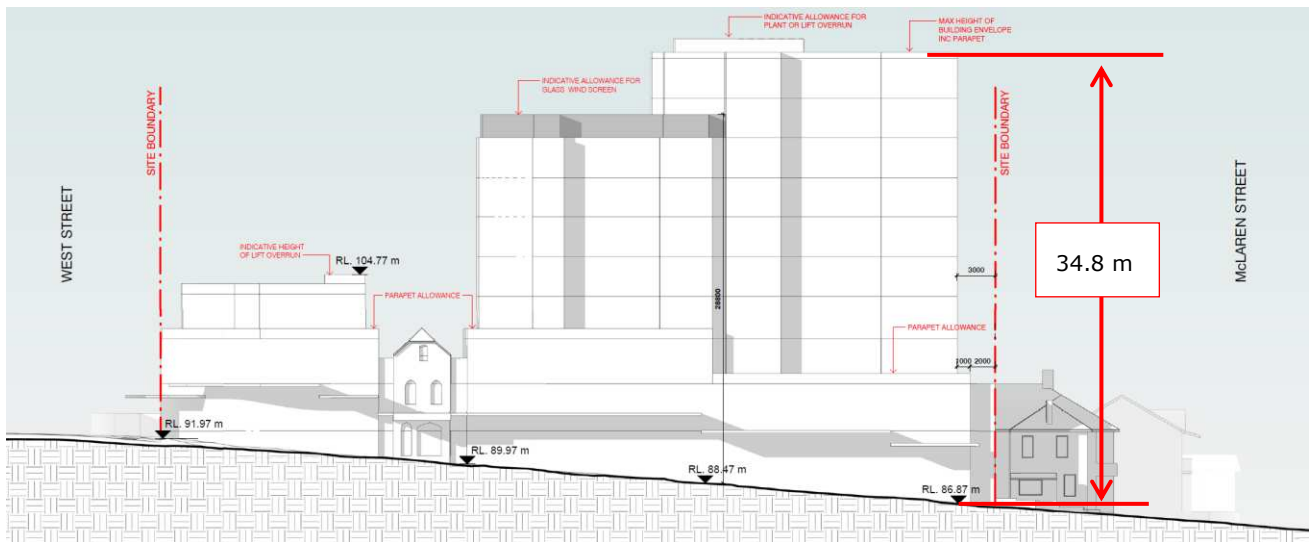 INDICATIVE ALLOWANCE FOR
PLANT OR LIFT OVERRUN
MAX HEIGHT OF
BUILDING ENVELOPE
INC PARAPET
INDICATIVE ALLOWANCE FOR
GLASS WIND SCREEN
SITE BOUNDARY
SITE BOUNDARY
WEST STREET
McLAREN STREET
INDICATIVE HEIGHT
OF LIFT OVERRUN
RL. 104.77 m
34.8 m
3000
28800
PARAPET ALLOWANCE
PARAPET ALLOWANCE
1000 2000
RL. 91.97 m
RL. 89.97 m
RL. 88.47 m
RL. 86.87 m